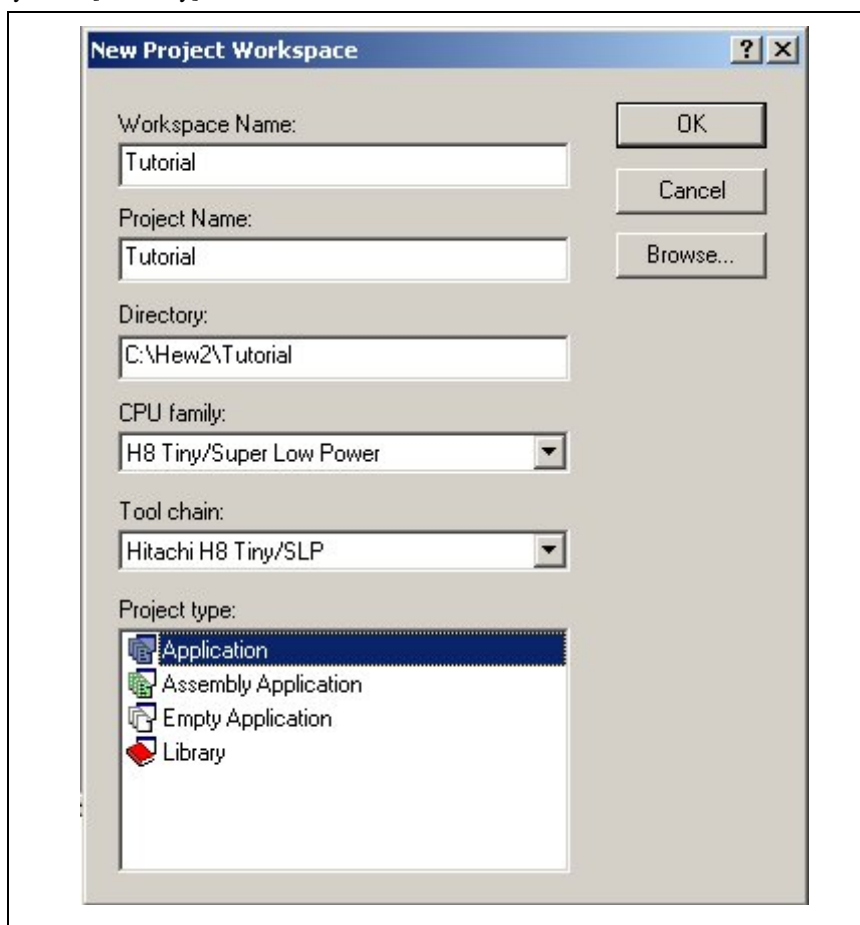 New Project Workspace
Workspace Name:
OK
Tutorial
Cancel
Project Name:
Tutorial
Browse...
Directory:
C:\Hew2\Tutorial
CPU family:
H8 Tiny/Super Low Power
Tool chain:
Hitachi H8 Tiny/SLP
Project type:
Application
Assembly Application
Empty Application
Library